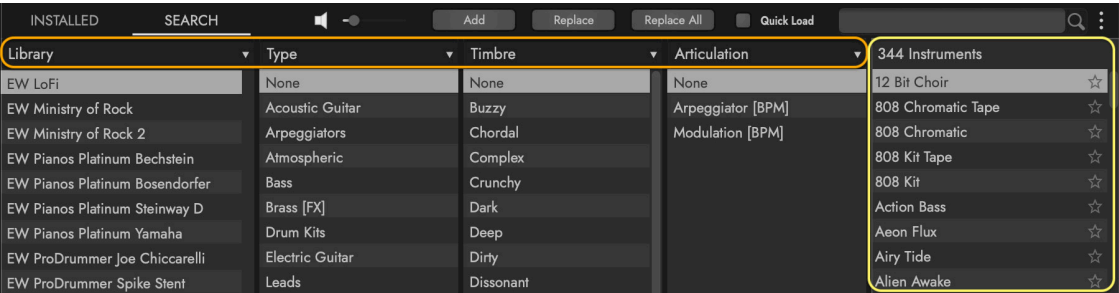 INSTALLED SEARCH Add Replace Replace All Quick Load
Library Type Timbre Articulation 344 Instruments
EW LoFi None None None 12 Bit Choir
EW Ministry of Rock Acoustic Guitar Buzzy Arpeggiator [BPM] 808 Chromatic Tape
EW Ministry of Rock 2 Arpeggiators Chordal Modulation [BPM] 808 Chromatic
EW Pianos Platinum Bechstein Atmospheric Complex 808 Kit Tape
EW Pianos Platinum Bosendorfer Bass Crunchy 808 Kit
EW Pianos Platinum Steinway D Brass [FX] Dark Action Bass
EW Pianos Platinum Yamaha Drum Kits Deep Aeon Flux
EW ProDrummer Joe Chiccarelli Electric Guitar Dirty Airy Tide
EW ProDrummer Spike Stent Leads Dissonant Alien Awake